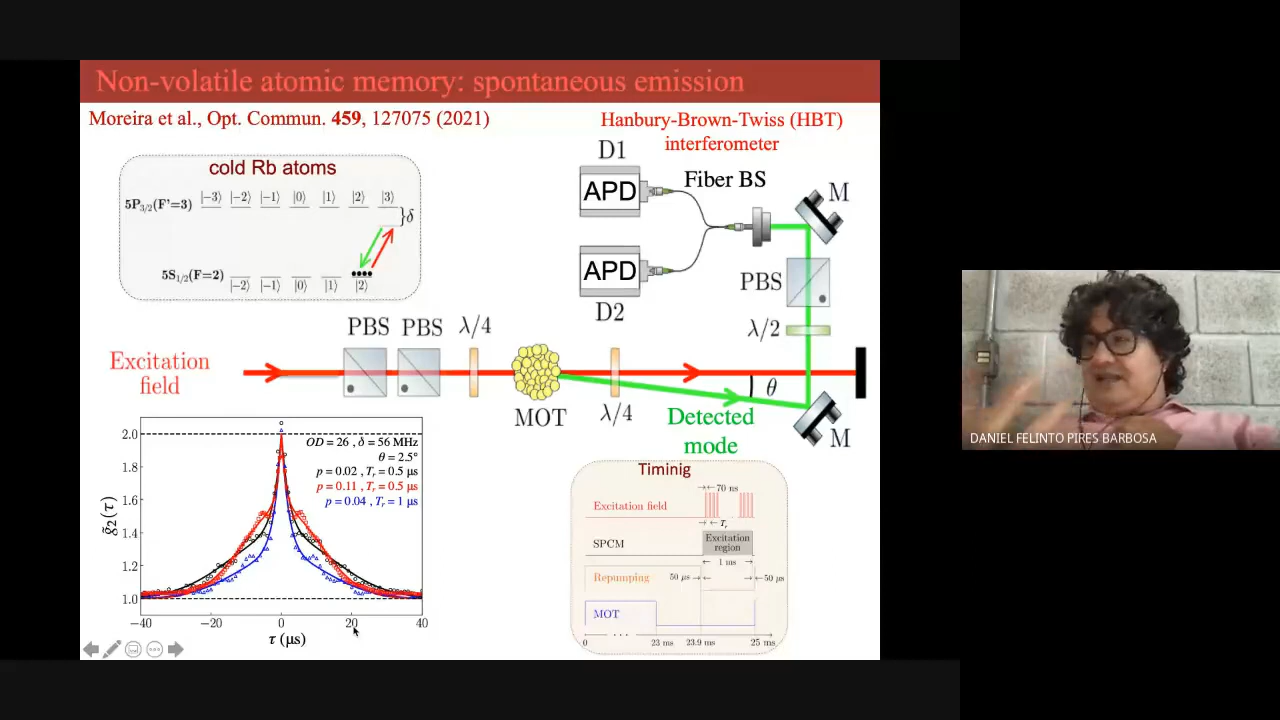 Non-volatile atomic memory: spontaneous emission
Moreira et al., Opt. Commun. 459, 127075 (2021)
Hanbury-Brown-Twiss (HBT)
interferometer
cold Rb atoms
5P3/2(F'=3) |−3⟩ |−2⟩ |−1⟩ |0⟩ |1⟩ |2⟩ |3⟩
δ
5S1/2(F=2)
|−2⟩ |−1⟩ |0⟩ |1⟩ |2⟩
D1
APD
Fiber BS
M
APD
D2
PBS
λ/2
PBS PBS λ/4
Excitation
field
MOT
λ/4
θ
Detected
mode
M
g̃2(τ)
2.0
1.8
1.6
1.4
1.2
1.0
OD = 26 , δ = 56 MHz
θ = 2.5°
p = 0.02 , Tr = 0.5 μs
p = 0.11 , Tr = 0.5 μs
p = 0.04 , Tr = 1 μs
−40 −20 0 20 40
τ (μs)
Timinig
70 ns
Excitation field
Tr
SPCM
Excitation
region
1 ms
Repumping
50 μs
50 μs
MOT
0 ... 23 ms 23.9 ms 25 ms
DANIEL FELINTO PIRES BARBOSA